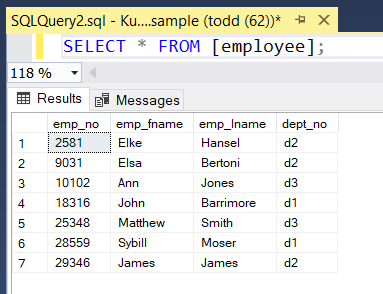 SQLQuery2.sql - Ku....sample (todd (62))*
SELECT * FROM [employee];
118 %
Results Messages
emp_no emp_fname emp_lname dept_no
1 2581 Elke Hansel d2
2 9031 Elsa Bertoni d2
3 10102 Ann Jones d3
4 18316 John Barrimore d1
5 25348 Matthew Smith d3
6 28559 Sybill Moser d1
7 29346 James James d2